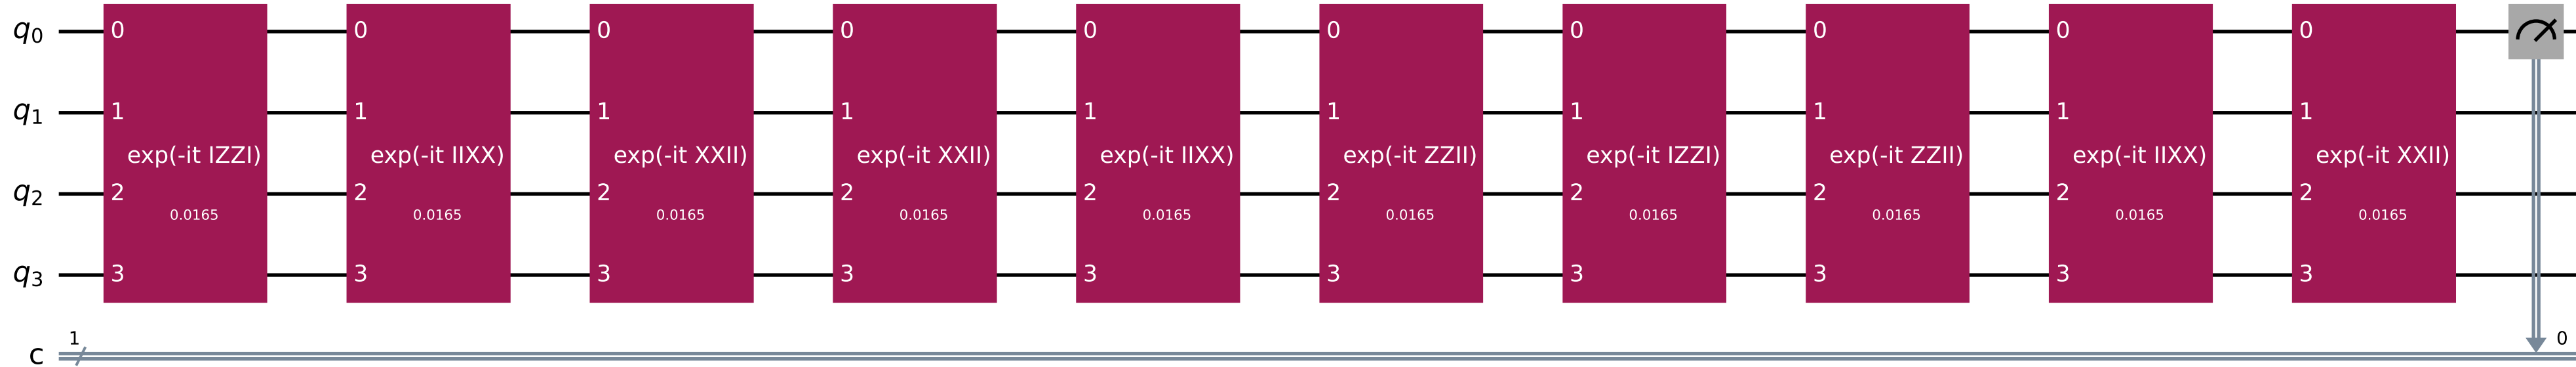 q0 0 0 0 0 0 0 0 0 0 0
q1 1 1 1 1 1 1 1 1 1 1
exp(-it IZZI) exp(-it IIXX) exp(-it XXII) exp(-it XXII) exp(-it IIXX) exp(-it ZZII) exp(-it IZZI) exp(-it ZZII) exp(-it IIXX) exp(-it XXII)
q2 2 2 2 2 2 2 2 2 2 2
0.0165 0.0165 0.0165 0.0165 0.0165 0.0165 0.0165 0.0165 0.0165 0.0165
q3 3 3 3 3 3 3 3 3 3 3
1 0
c